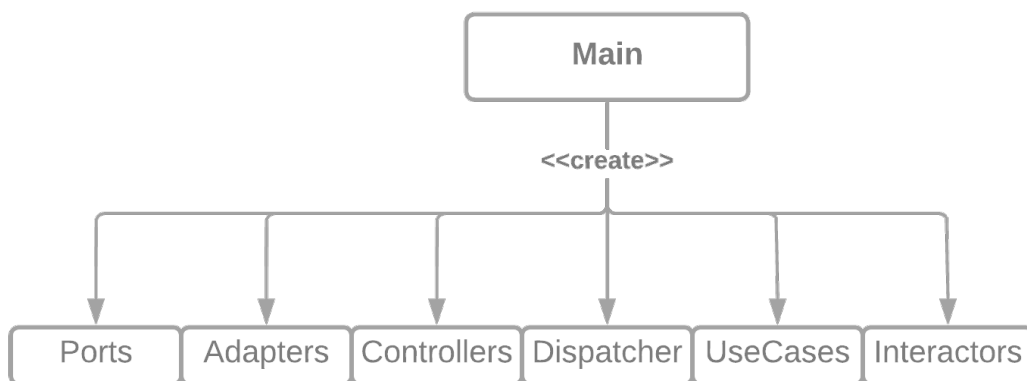 Main
<<create>>
Ports Adapters Controllers Dispatcher UseCases Interactors